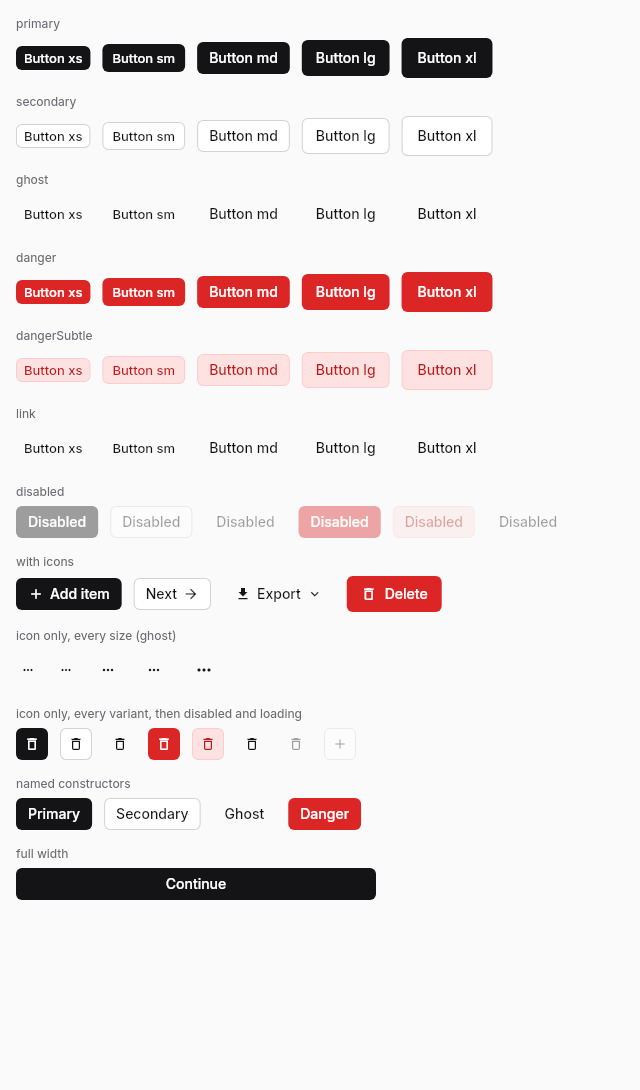 primary
Button xs Button sm Button md Button lg Button xl
secondary
Button xs Button sm Button md Button lg Button xl
ghost
Button xs Button sm Button md Button lg Button xl
danger
Button xs Button sm Button md Button lg Button xl
dangerSubtle
Button xs Button sm Button md Button lg Button xl
link
Button xs Button sm Button md Button lg Button xl
disabled
Disabled Disabled Disabled Disabled Disabled Disabled
with icons
Add item Next Export Delete
icon only, every size (ghost)
icon only, every variant, then disabled and loading
named constructors
Primary Secondary Ghost Danger
full width
Continue